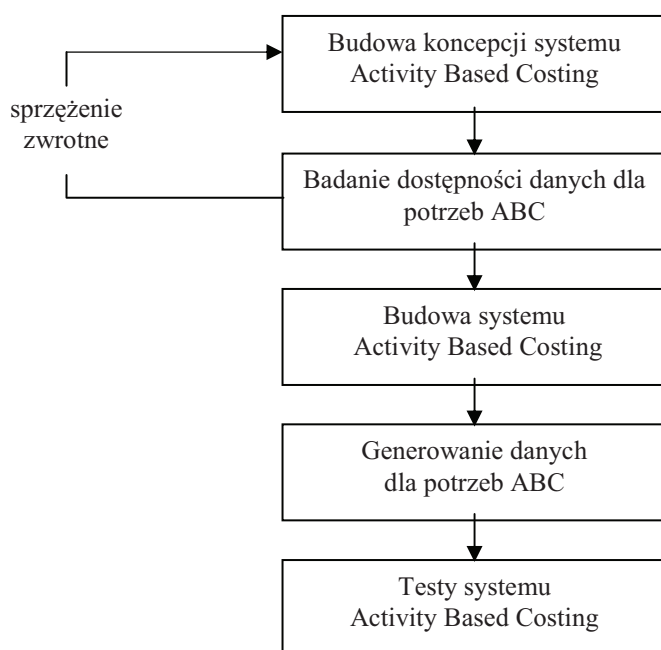 Budowa koncepcji systemu
Activity Based Costing
sprzężenie
zwrotne
Badanie dostępności danych dla
potrzeb ABC
Budowa systemu
Activity Based Costing
Generowanie danych
dla potrzeb ABC
Testy systemu
Activity Based Costing